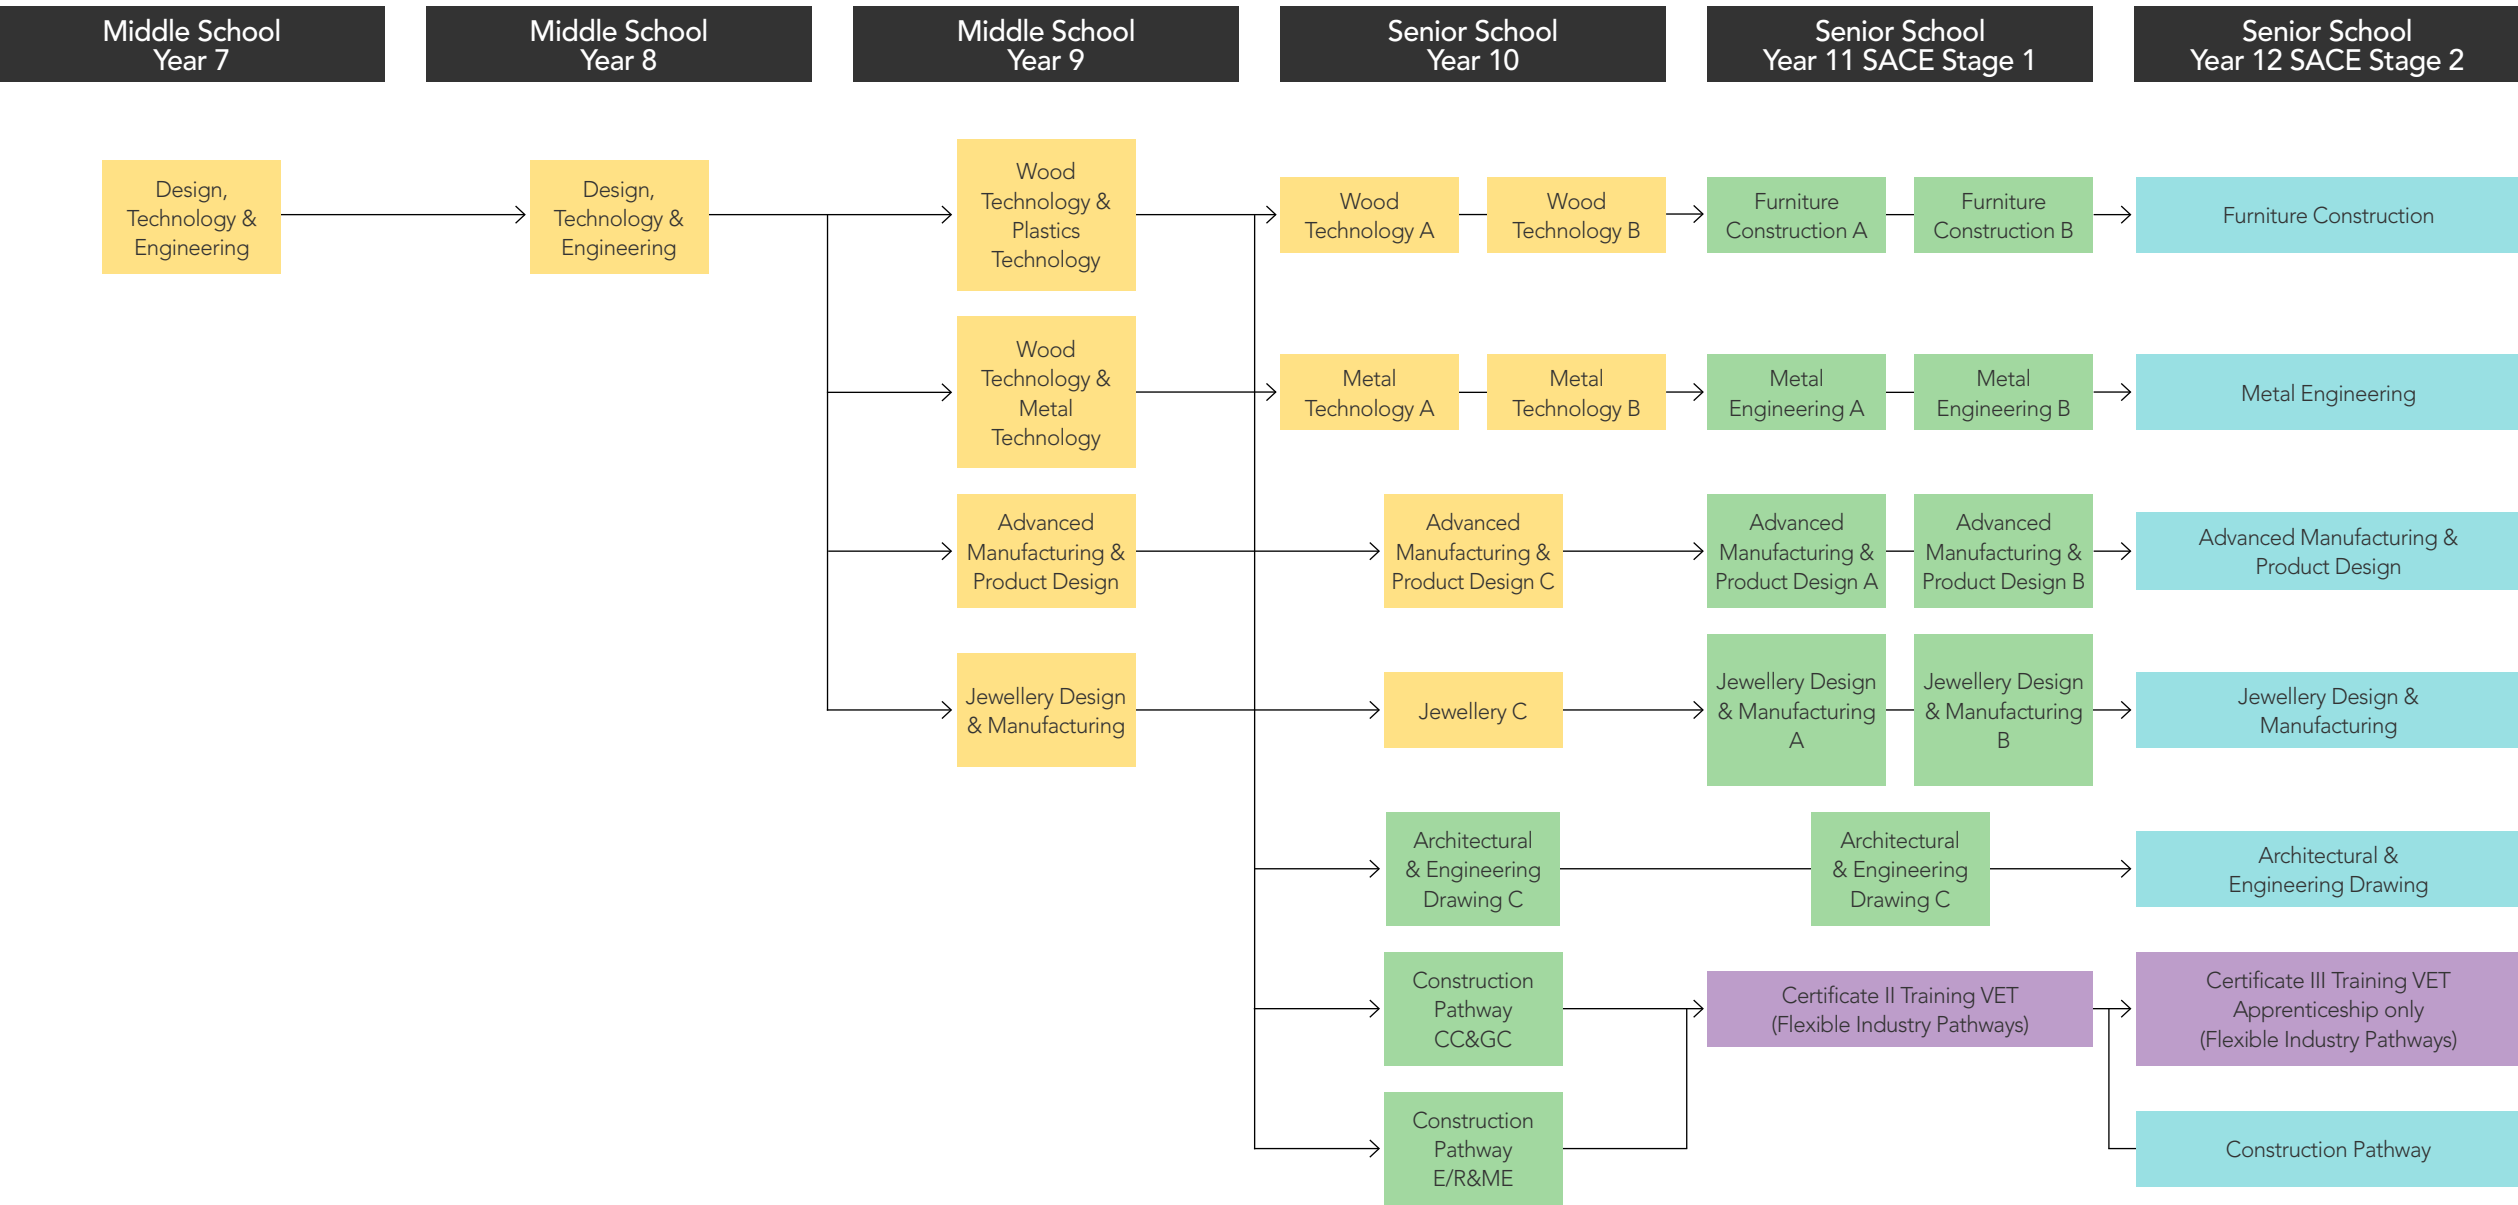 Middle School
Year 7
Middle School
Year 8
Middle School
Year 9
Senior School
Year 10
Senior School
Year 11 SACE Stage 1
Senior School
Year 12 SACE Stage 2
Design,
Technology &
Engineering
Design,
Technology &
Engineering
Wood
Technology &
Plastics
Technology
Wood
Technology A
Wood
Technology B
Furniture
Construction A
Furniture
Construction B
Furniture Construction
Wood
Technology &
Metal
Technology
Metal
Technology A
Metal
Technology B
Metal
Engineering A
Metal
Engineering B
Metal Engineering
Advanced
Manufacturing &
Product Design
Advanced
Manufacturing &
Product Design C
Advanced
Manufacturing &
Product Design A
Advanced
Manufacturing &
Product Design B
Advanced Manufacturing &
Product Design
Jewellery Design
& Manufacturing
Jewellery C
Jewellery Design
& Manufacturing
A
Jewellery Design
& Manufacturing
B
Jewellery Design &
Manufacturing
Architectural
& Engineering
Drawing C
Architectural
& Engineering
Drawing C
Architectural &
Engineering Drawing
Construction
Pathway
CC&GC
Certificate II Training VET
(Flexible Industry Pathways)
Certificate III Training VET
Apprenticeship only
(Flexible Industry Pathways)
Construction
Pathway
E/R&ME
Construction Pathway